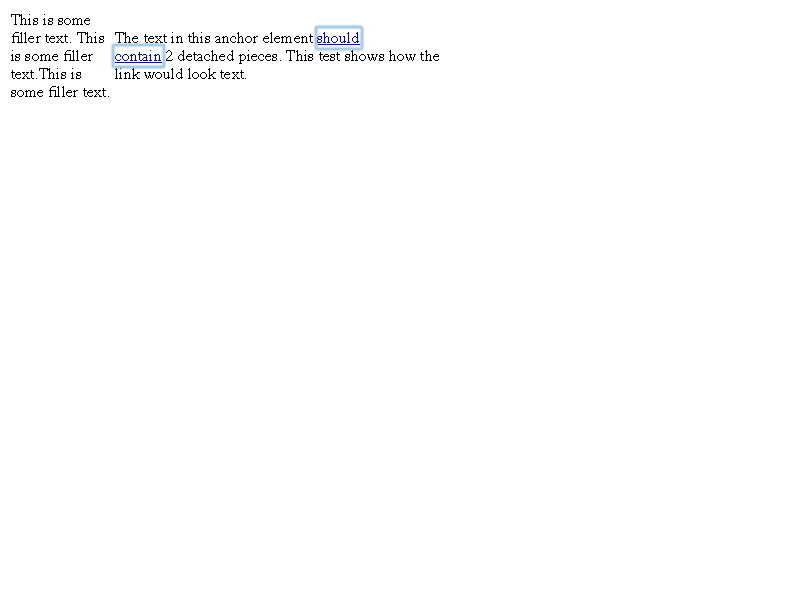 This is some
filler text. This
is some filler
text.This is
some filler text.
The text in this anchor element should
contain 2 detached pieces. This test shows how the
link would look text.